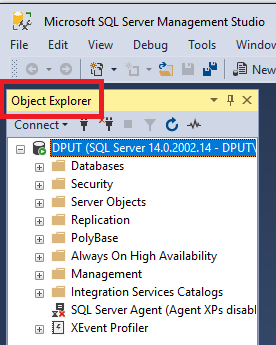 Microsoft SQL Server Management Studio
File Edit View Debug Tools Window
New
Object Explorer
Connect
DPUT (SQL Server 14.0.2002.14 - DPUT\
Databases
Security
Server Objects
Replication
PolyBase
Always On High Availability
Management
Integration Services Catalogs
SQL Server Agent (Agent XPs disabl
XEvent Profiler